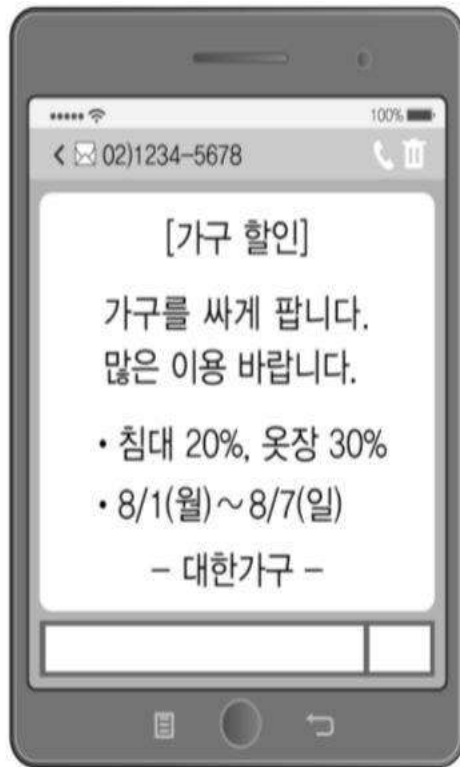 100%
02)1234-5678
[가구 할인]
가구를 싸게 팝니다.
많은 이용 바랍니다.
• 침대 20%, 옷장 30%
• 8/1(월)~8/7(일)
- 대한가구 -